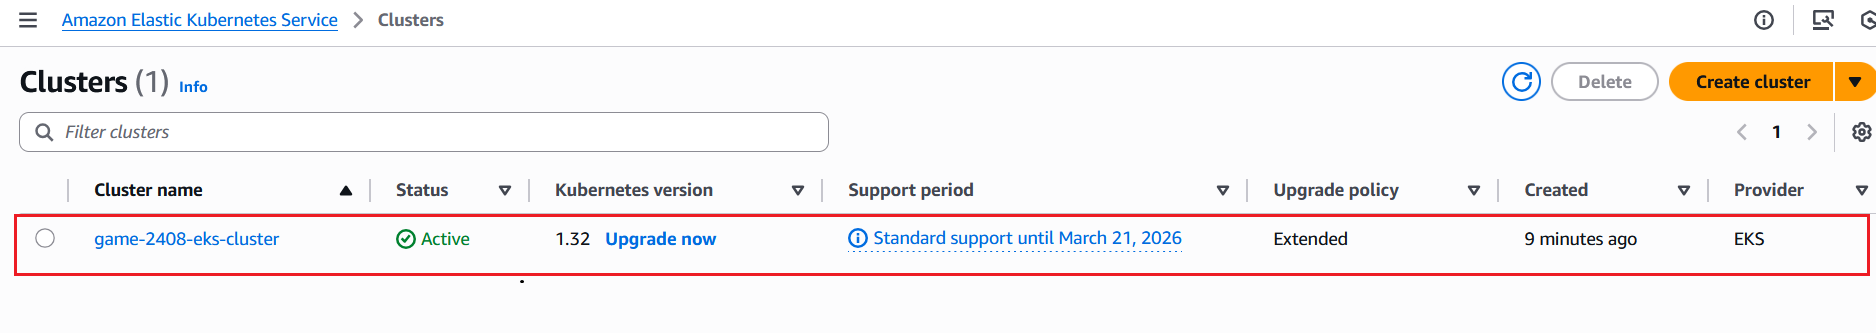 Amazon Elastic Kubernetes Service > Clusters
Clusters (1) Info
Delete
Create cluster
Filter clusters
1
Cluster name Status Kubernetes version Support period Upgrade policy Created Provider
game-2408-eks-cluster Active 1.32 Upgrade now Standard support until March 21, 2026 Extended 9 minutes ago EKS